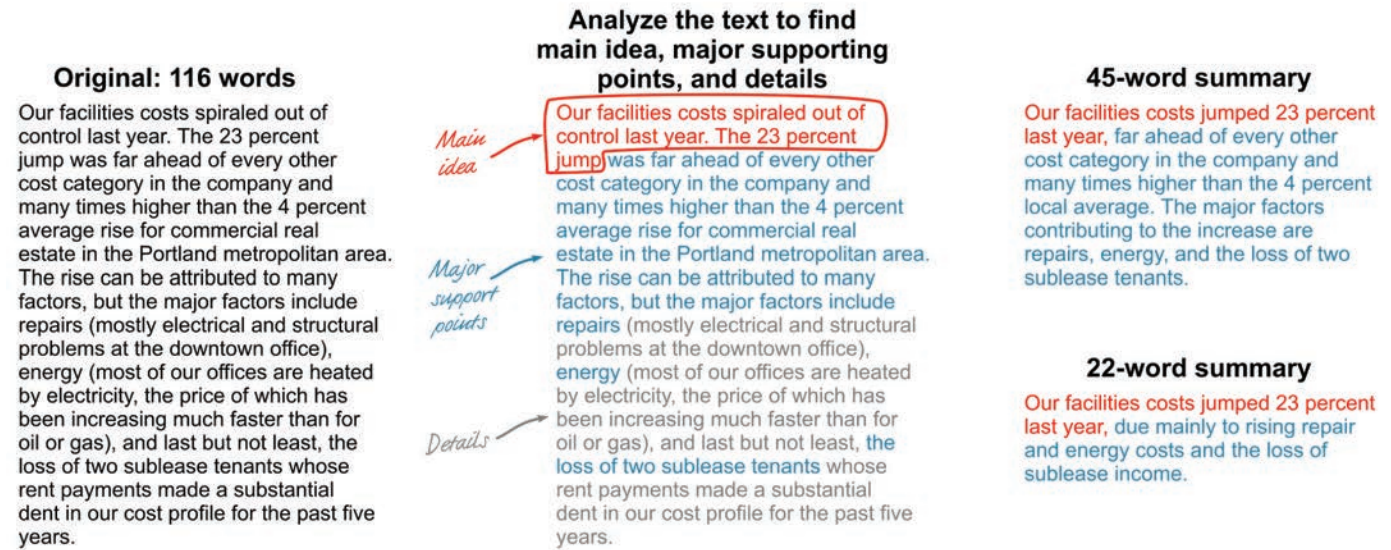 Original: 116 words
Our facilities costs spiraled out of
control last year. The 23 percent
jump was far ahead of every other
cost category in the company and
many times higher than the 4 percent
average rise for commercial real
estate in the Portland metropolitan area.
The rise can be attributed to many
factors, but the major factors include
repairs (mostly electrical and structural
problems at the downtown office),
energy (most of our offices are heated
by electricity, the price of which has
been increasing much faster than for
oil or gas), and last but not least, the
loss of two sublease tenants whose
rent payments made a substantial
dent in our cost profile for the past five
years.
Analyze the text to find
main idea, major supporting
points, and details
Main
idea
Major
support
points
Details
Our facilities costs spiraled out of
control last year. The 23 percent
jump was far ahead of every other
cost category in the company and
many times higher than the 4 percent
average rise for commercial real
estate in the Portland metropolitan area.
The rise can be attributed to many
factors, but the major factors include
repairs (mostly electrical and structural
problems at the downtown office),
energy (most of our offices are heated
by electricity, the price of which has
been increasing much faster than for
oil or gas), and last but not least, the
loss of two sublease tenants whose
rent payments made a substantial
dent in our cost profile for the past five
years.
45-word summary
Our facilities costs jumped 23 percent
last year, far ahead of every other
cost category in the company and
many times higher than the 4 percent
local average. The major factors
contributing to the increase are
repairs, energy, and the loss of two
sublease tenants.
22-word summary
Our facilities costs jumped 23 percent
last year, due mainly to rising repair
and energy costs and the loss of
sublease income.